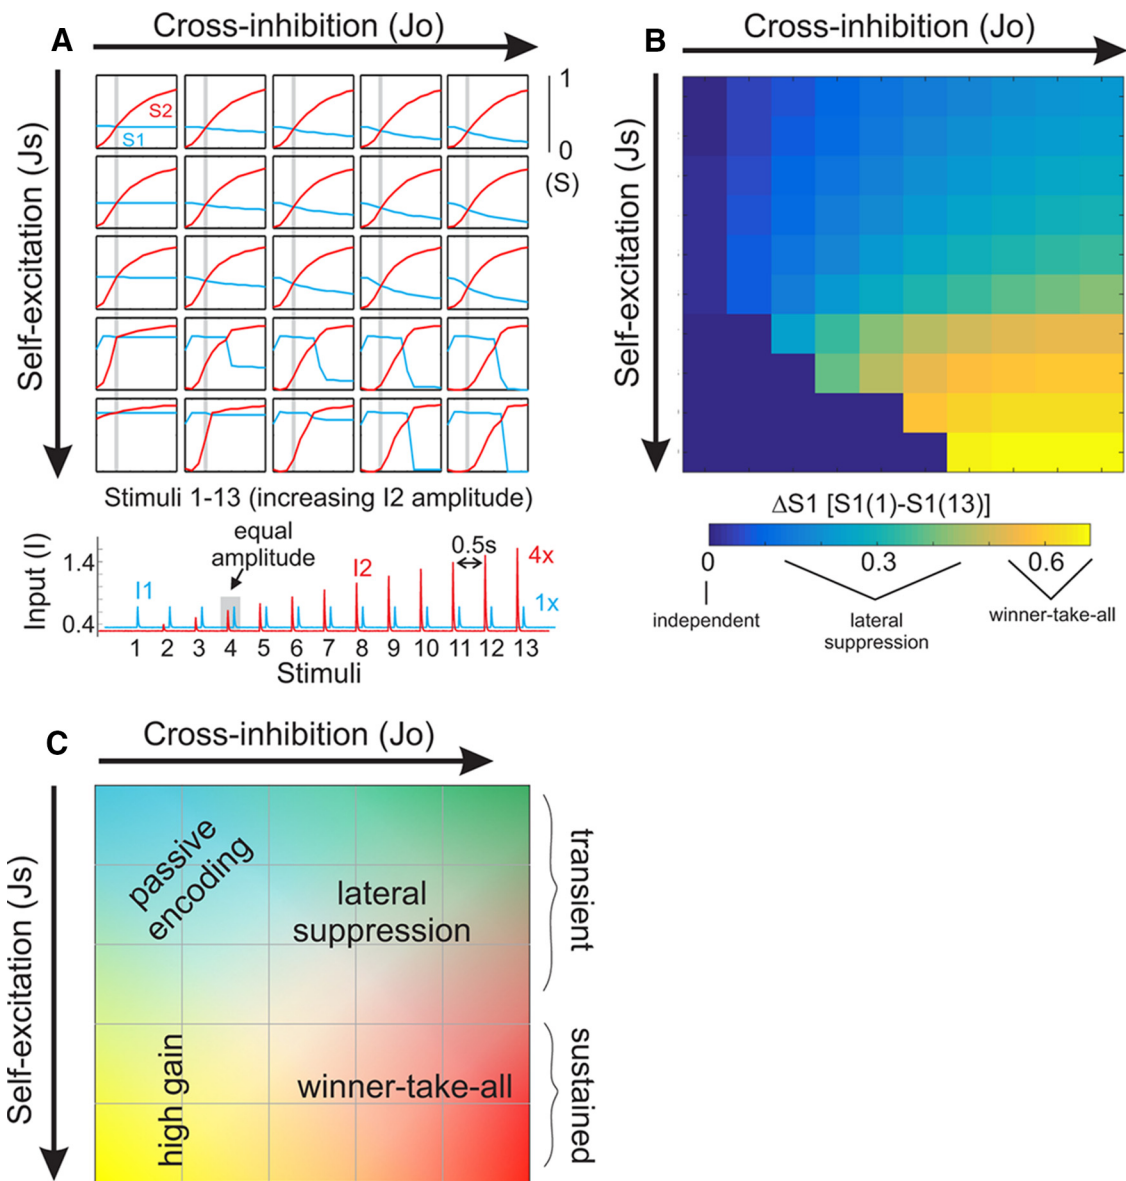 A
Cross-inhibition (Jo)
Self-excitation (Js)
S2
S1
1
0
(S)
Stimuli 1-13 (increasing I2 amplitude)
equal
amplitude
Input (I)
1.4
0.4
I1
I2
0.5s
4x
1x
1 2 3 4 5 6 7 8 9 10 11 12 13
Stimuli
B
Cross-inhibition (Jo)
Self-excitation (Js)
ΔS1 [S1(1)-S1(13)]
0 0.3 0.6
independent
lateral
suppression
winner-take-all
C
Cross-inhibition (Jo)
Self-excitation (Js)
passive
encoding
lateral
suppression
high gain
winner-take-all
transient
sustained